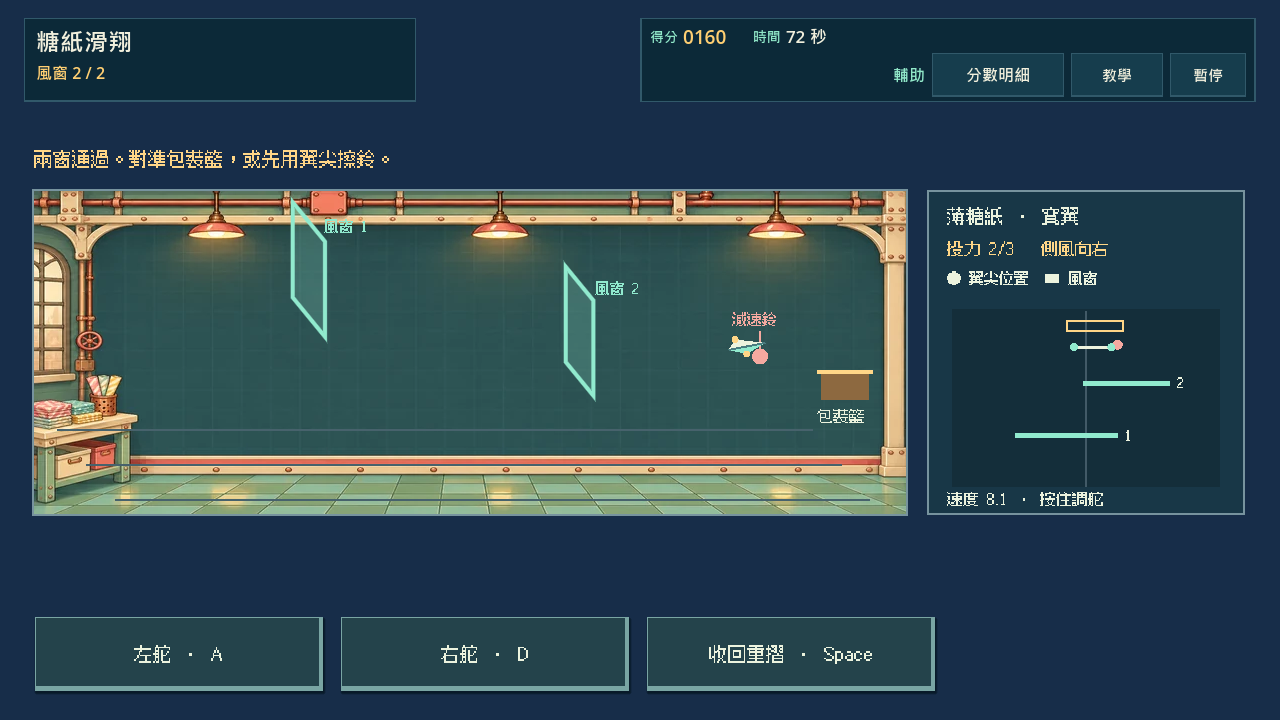 糖紙滑翔
風窗 2 / 2
得分 0160 時間 72 秒
輔助 分數明細 教學 暫停
兩窗通過。對準包裝籃，或先用翼尖擦鈴。
風窗 1
風窗 2
減速鈴
包裝籃
薄糖紙 · 寬翼
投力 2/3 側風向右
翼尖位置 風窗
2
1
速度 8.1 · 按住調舵
左舵 · A
右舵 · D
收回重摺 · Space